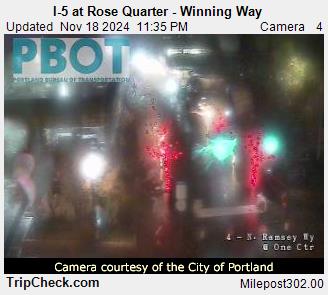 I-5 at Rose Quarter - Winning Way
Updated Nov 18 2024 11:35 PM Camera 4
PBOT
PORTLAND BUREAU OF TRANSPORTATION
4 - N. Ramsey Wy
@ One Ctr
Camera courtesy of the City of Portland
TripCheck.com Milepost302.00